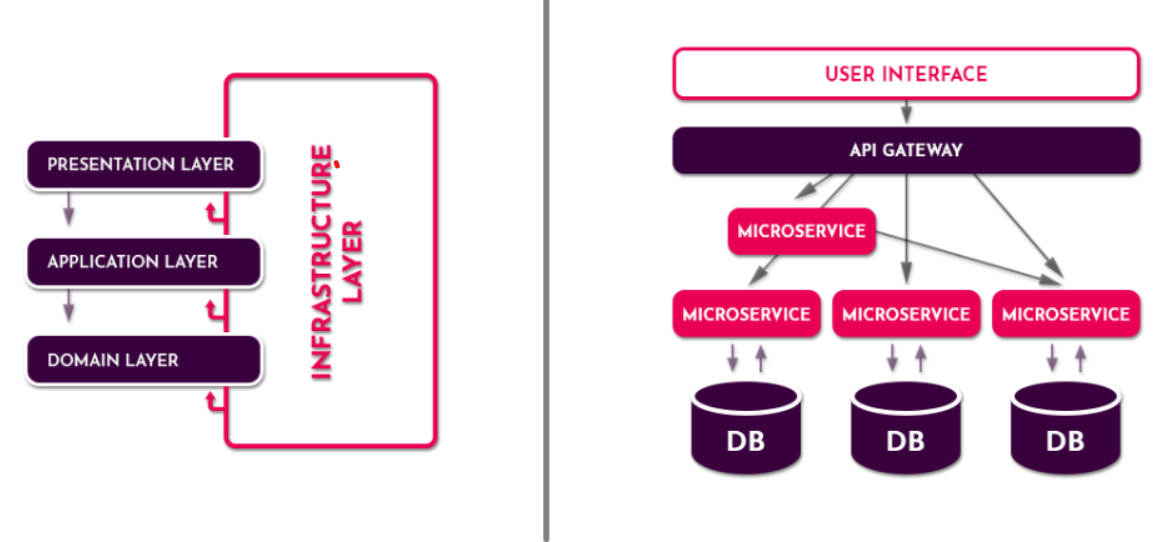 PRESENTATION LAYER
APPLICATION LAYER
DOMAIN LAYER
INFRASTRUCTURE
LAYER
USER INTERFACE
API GATEWAY
MICROSERVICE
MICROSERVICE
MICROSERVICE
MICROSERVICE
DB
DB
DB